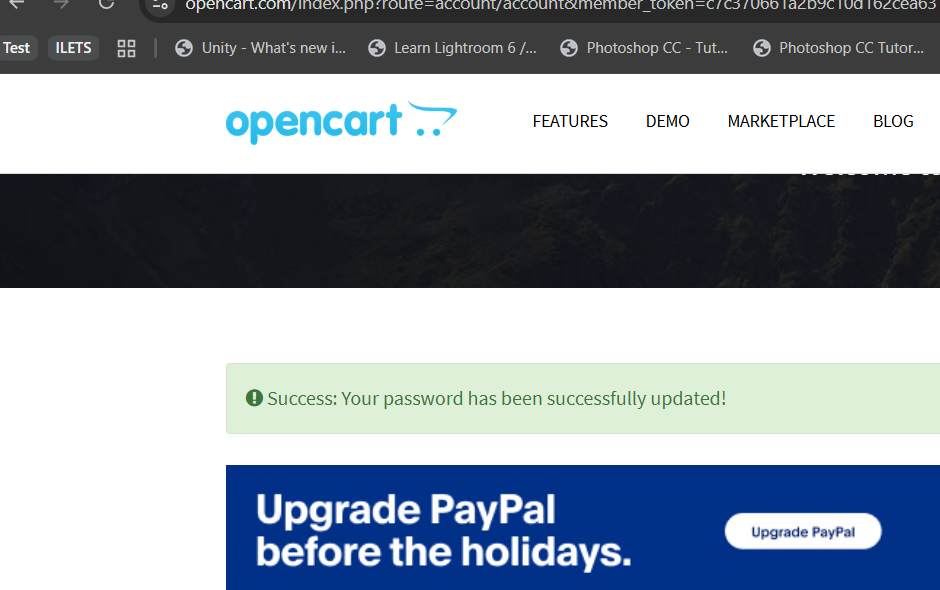 opencart.com/index.php?route=account/account&member_token=c7c370661a2b9c10d162cea63
Test
ILETS
Unity - What's new i...
Learn Lightroom 6 /...
Photoshop CC - Tut...
Photoshop CC Tutor...
opencart
FEATURES
DEMO
MARKETPLACE
BLOG
Success: Your password has been successfully updated!
Upgrade PayPal
before the holidays.
Upgrade PayPal